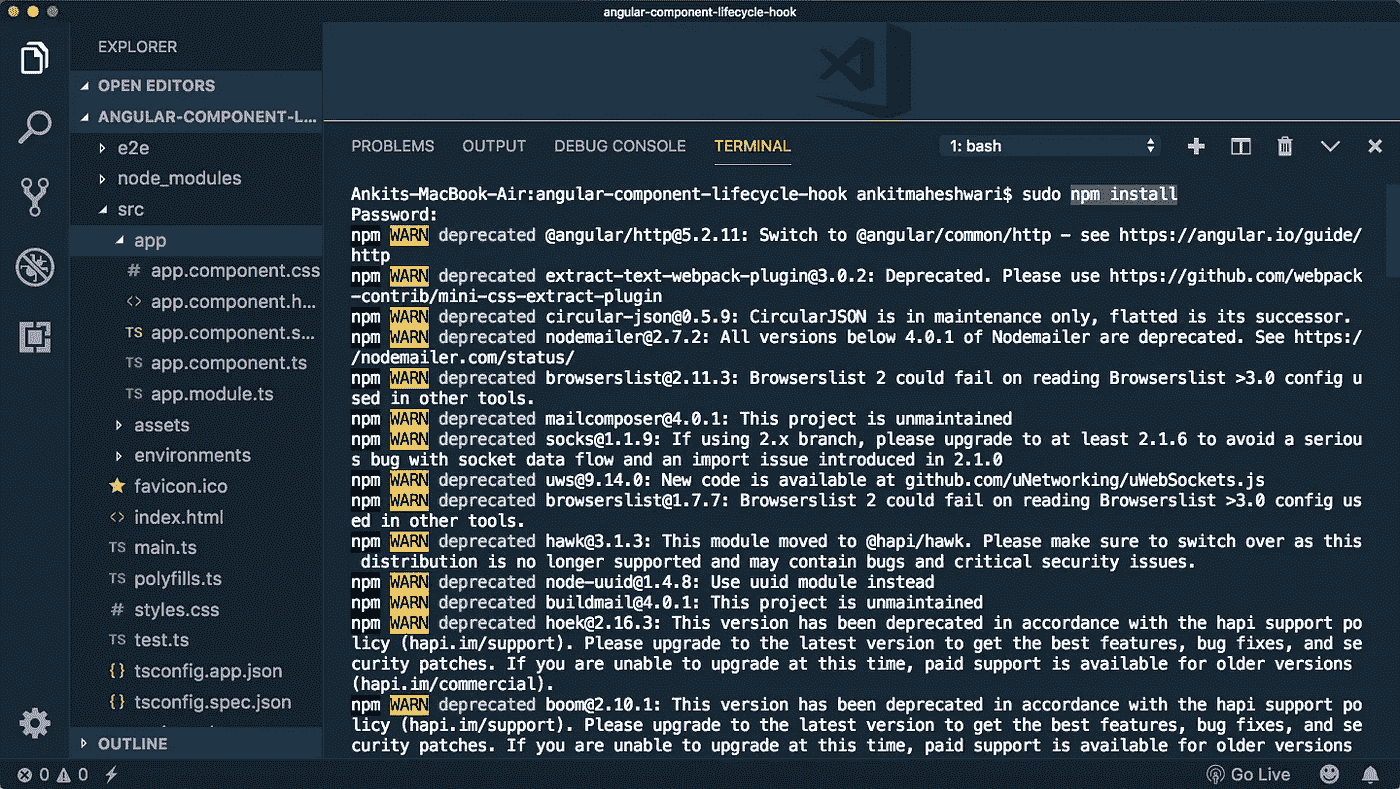 angular-component-lifecycle-hook
EXPLORER
OPEN EDITORS
ANGULAR-COMPONENT-L...
e2e
node_modules
src
app
# app.component.css
<> app.component.h...
TS app.component.s...
TS app.component.ts
TS app.module.ts
assets
environments
favicon.ico
<> index.html
TS main.ts
TS polyfills.ts
# styles.css
TS test.ts
{} tsconfig.app.json
{} tsconfig.spec.json
OUTLINE
PROBLEMS OUTPUT DEBUG CONSOLE TERMINAL 1: bash
Ankits-MacBook-Air:angular-component-lifecycle-hook ankitmaheshwari$ sudo npm install
Password:
npm WARN deprecated @angular/http@5.2.11: Switch to @angular/common/http - see https://angular.io/guide/
http
npm WARN deprecated extract-text-webpack-plugin@3.0.2: Deprecated. Please use https://github.com/webpack
-contrib/mini-css-extract-plugin
npm WARN deprecated circular-json@0.5.9: CircularJSON is in maintenance only, flatted is its successor.
npm WARN deprecated nodemailer@2.7.2: All versions below 4.0.1 of Nodemailer are deprecated. See https:/
/nodemailer.com/status/
npm WARN deprecated browserslist@2.11.3: Browserslist 2 could fail on reading Browserslist >3.0 config u
sed in other tools.
npm WARN deprecated mailcomposer@4.0.1: This project is unmaintained
npm WARN deprecated socks@1.1.9: If using 2.x branch, please upgrade to at least 2.1.6 to avoid a seriou
s bug with socket data flow and an import issue introduced in 2.1.0
npm WARN deprecated uws@9.14.0: New code is available at github.com/uNetworking/uWebSockets.js
npm WARN deprecated browserslist@1.7.7: Browserslist 2 could fail on reading Browserslist >3.0 config us
ed in other tools.
npm WARN deprecated hawk@3.1.3: This module moved to @hapi/hawk. Please make sure to switch over as this
distribution is no longer supported and may contain bugs and critical security issues.
npm WARN deprecated node-uuid@1.4.8: Use uuid module instead
npm WARN deprecated buildmail@4.0.1: This project is unmaintained
npm WARN deprecated hoek@2.16.3: This version has been deprecated in accordance with the hapi support po
licy (hapi.im/support). Please upgrade to the latest version to get the best features, bug fixes, and se
curity patches. If you are unable to upgrade at this time, paid support is available for older versions
(hapi.im/commercial).
npm WARN deprecated boom@2.10.1: This version has been deprecated in accordance with the hapi support po
licy (hapi.im/support). Please upgrade to the latest version to get the best features, bug fixes, and se
curity patches. If you are unable to upgrade at this time, paid support is available for older versions
0 0 Go Live